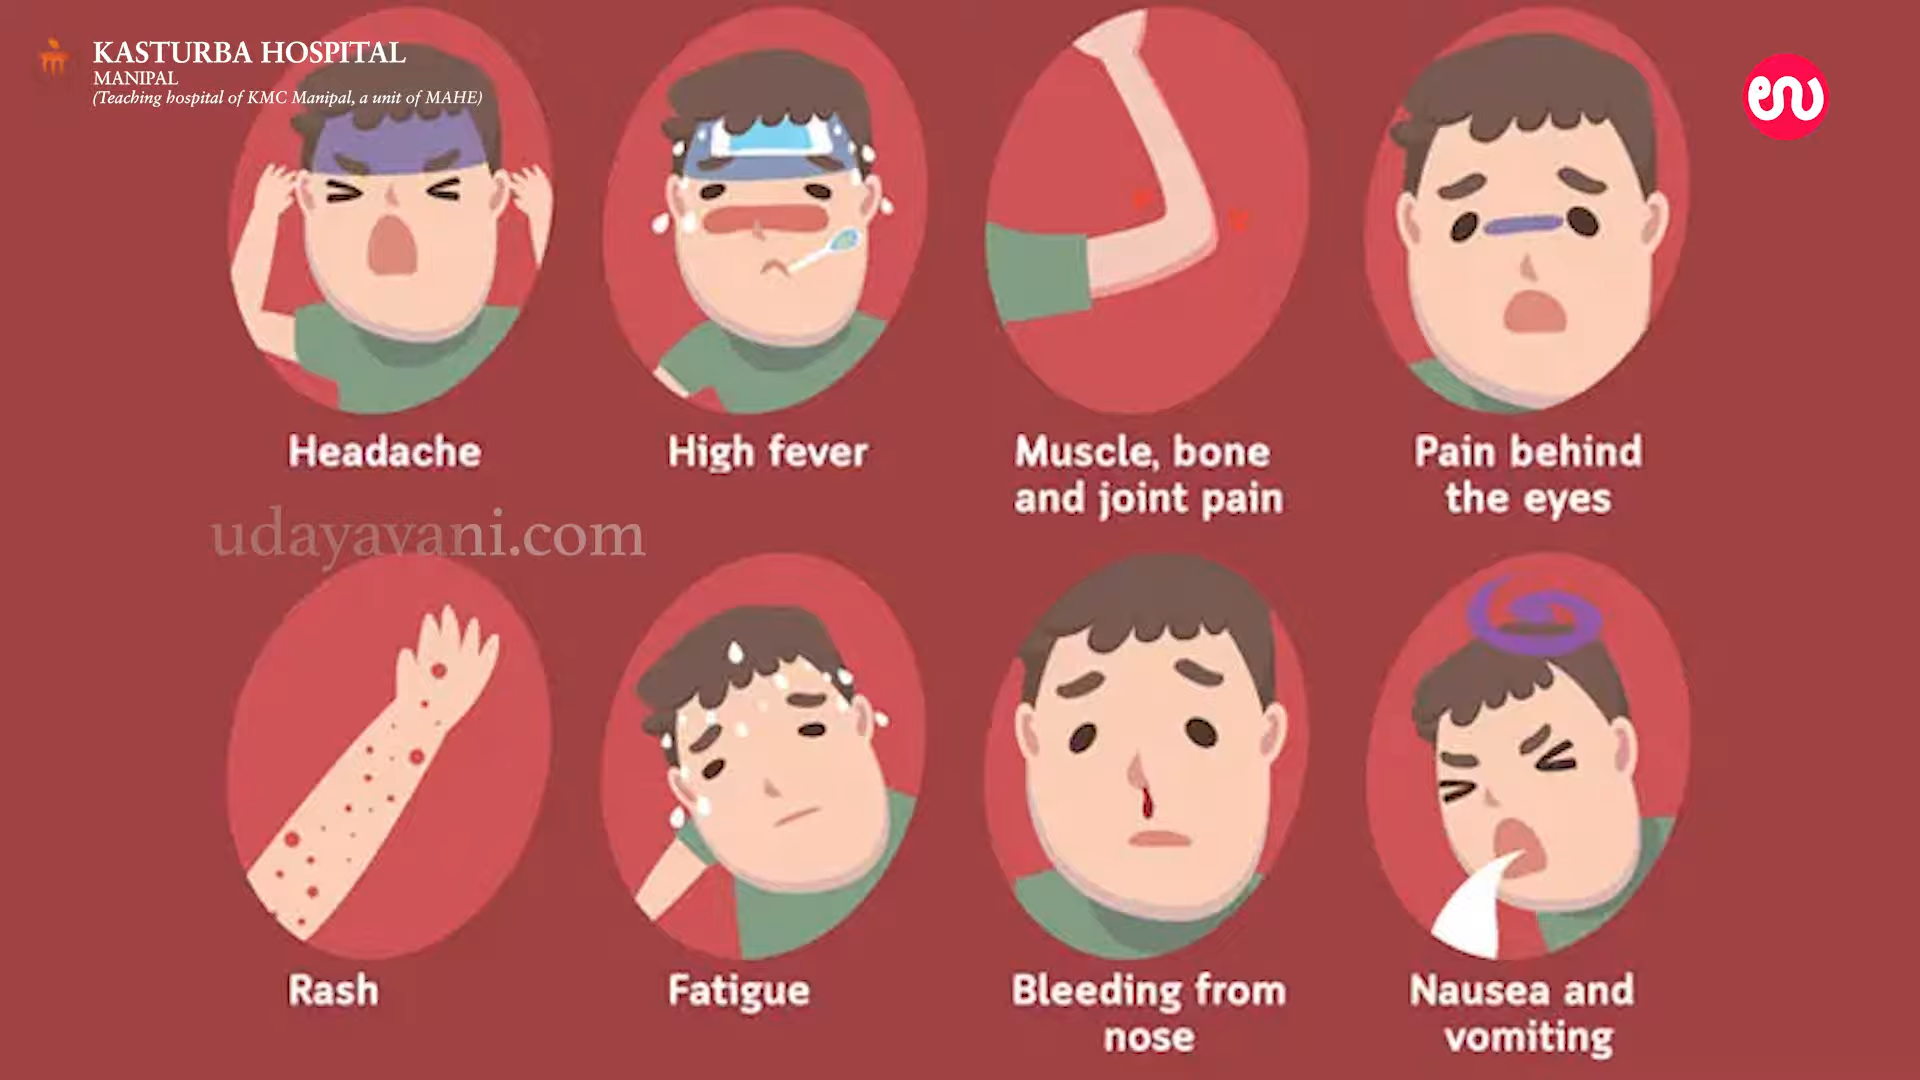 KASTURBA HOSPITAL
MANIPAL
(Teaching hospital of KMC Manipal, a unit of MAHE)
Headache
High fever
Muscle, bone
and joint pain
Pain behind
the eyes
udayavani.com
Rash
Fatigue
Bleeding from
nose
Nausea and
vomiting